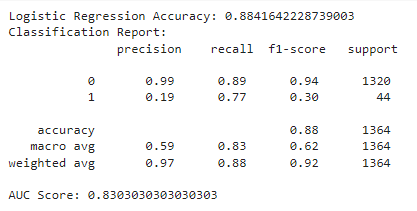 Logistic Regression Accuracy: 0.8841642228739003
Classification Report:
precision recall f1-score support
0 0.99 0.89 0.94 1320
1 0.19 0.77 0.30 44
accuracy 0.88 1364
macro avg 0.59 0.83 0.62 1364
weighted avg 0.97 0.88 0.92 1364
AUC Score: 0.8303030303030303